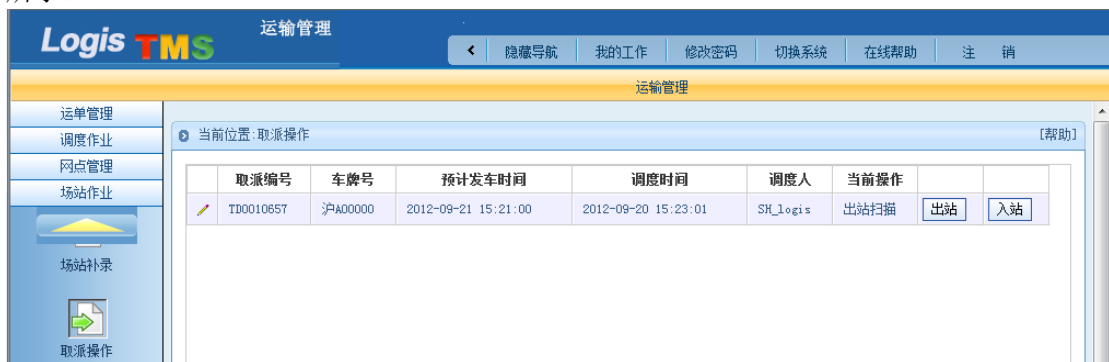 Logis TMS
运输管理
隐藏导航 我的工作 修改密码 切换系统 在线帮助 注 销
运输管理
运单管理
调度作业
网点管理
场站作业
场站补录
取派操作
当前位置:取派操作 [帮助]
取派编号 车牌号 预计发车时间 调度时间 调度人 当前操作
TD0010657 沪A00000 2012-09-21 15:21:00 2012-09-20 15:23:01 SH_logis 出站扫描 出站 入站